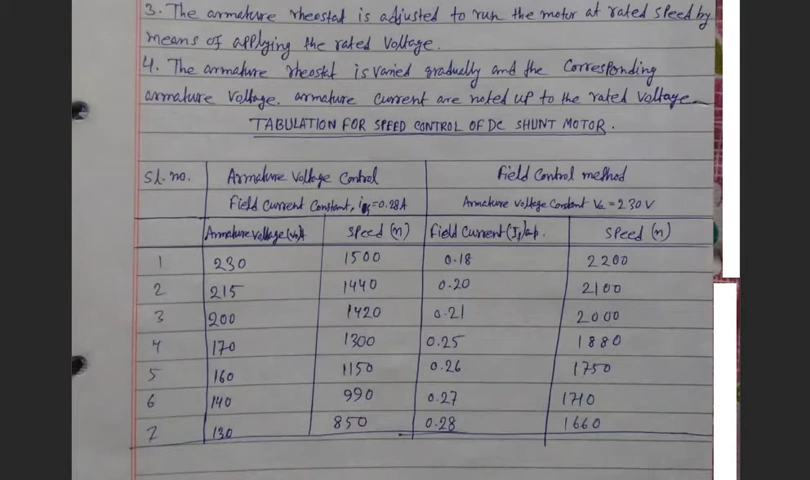 3. The armature rheostat is adjusted to run the motor at rated speed by
means of applying the rated voltage.
4. The armature rheostat is varied gradually and the corresponding
armature voltage. armature current are noted up to the rated voltage.
TABULATION FOR SPEED CONTROL OF DC SHUNT MOTOR.
Sl. no. Armature Voltage Control Field Control method
Field Current Constant, =0.28A Armature Voltage Constant Va = 230 V
Armature Voltage Speed (n) Field Current (If) Speed (n)
1 230 1500 0.18 2200
2 215 1440 0.20 2100
3 200 1420 0.21 2000
4 170 1300 0.25 1880
5 160 1150 0.26 1750
6 140 990 0.27 1710
7 130 850 0.28 1660